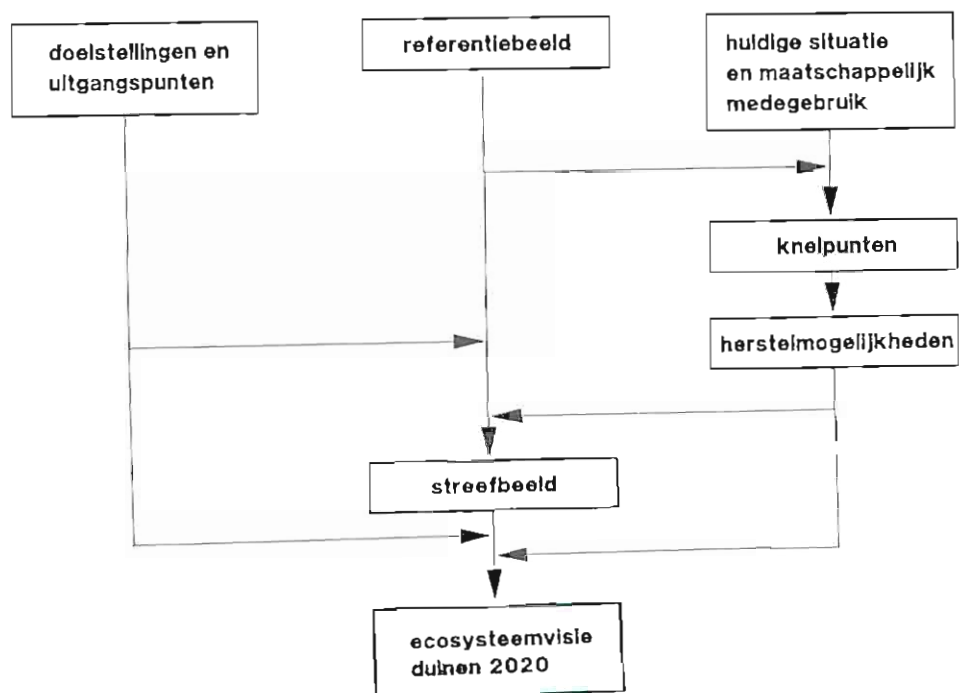 doelstellingen en
uitgangspunten
referentiebeeld
huidige situatie
en maatschappelijk
medegebruik
knelpunten
herstelmogelijkheden
streefbeeld
ecosysteemvisie
duinen 2020